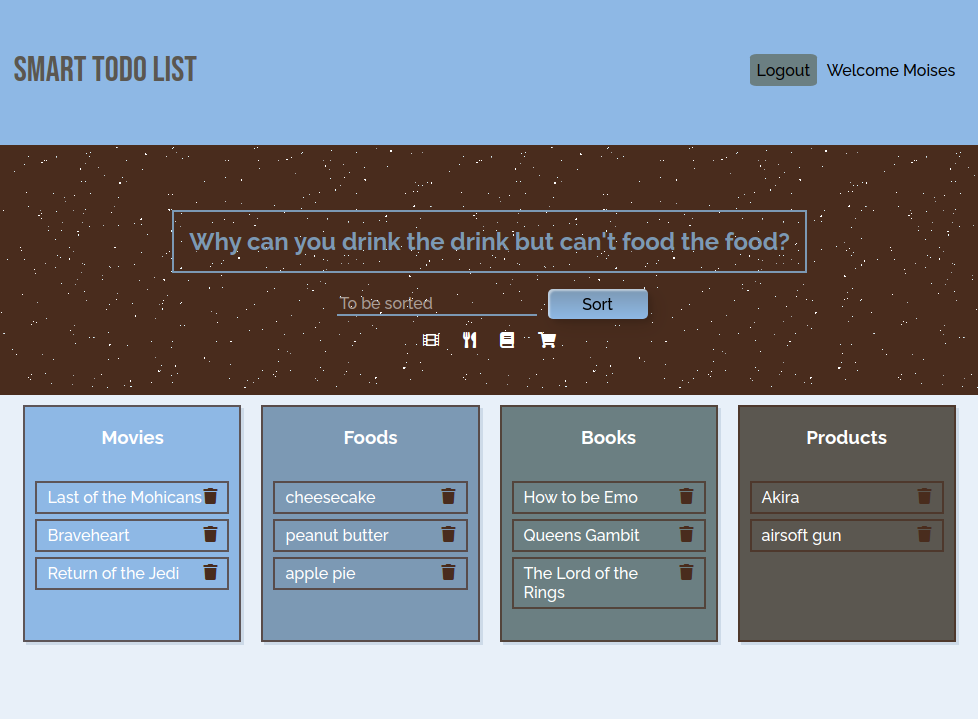 SMART TODO LIST
Logout Welcome Moises
Why can you drink the drink but can't food the food?
To be sorted
Sort
Movies
Last of the Mohicans
Braveheart
Return of the Jedi
Foods
cheesecake
peanut butter
apple pie
Books
How to be Emo
Queens Gambit
The Lord of the
Rings
Products
Akira
airsoft gun